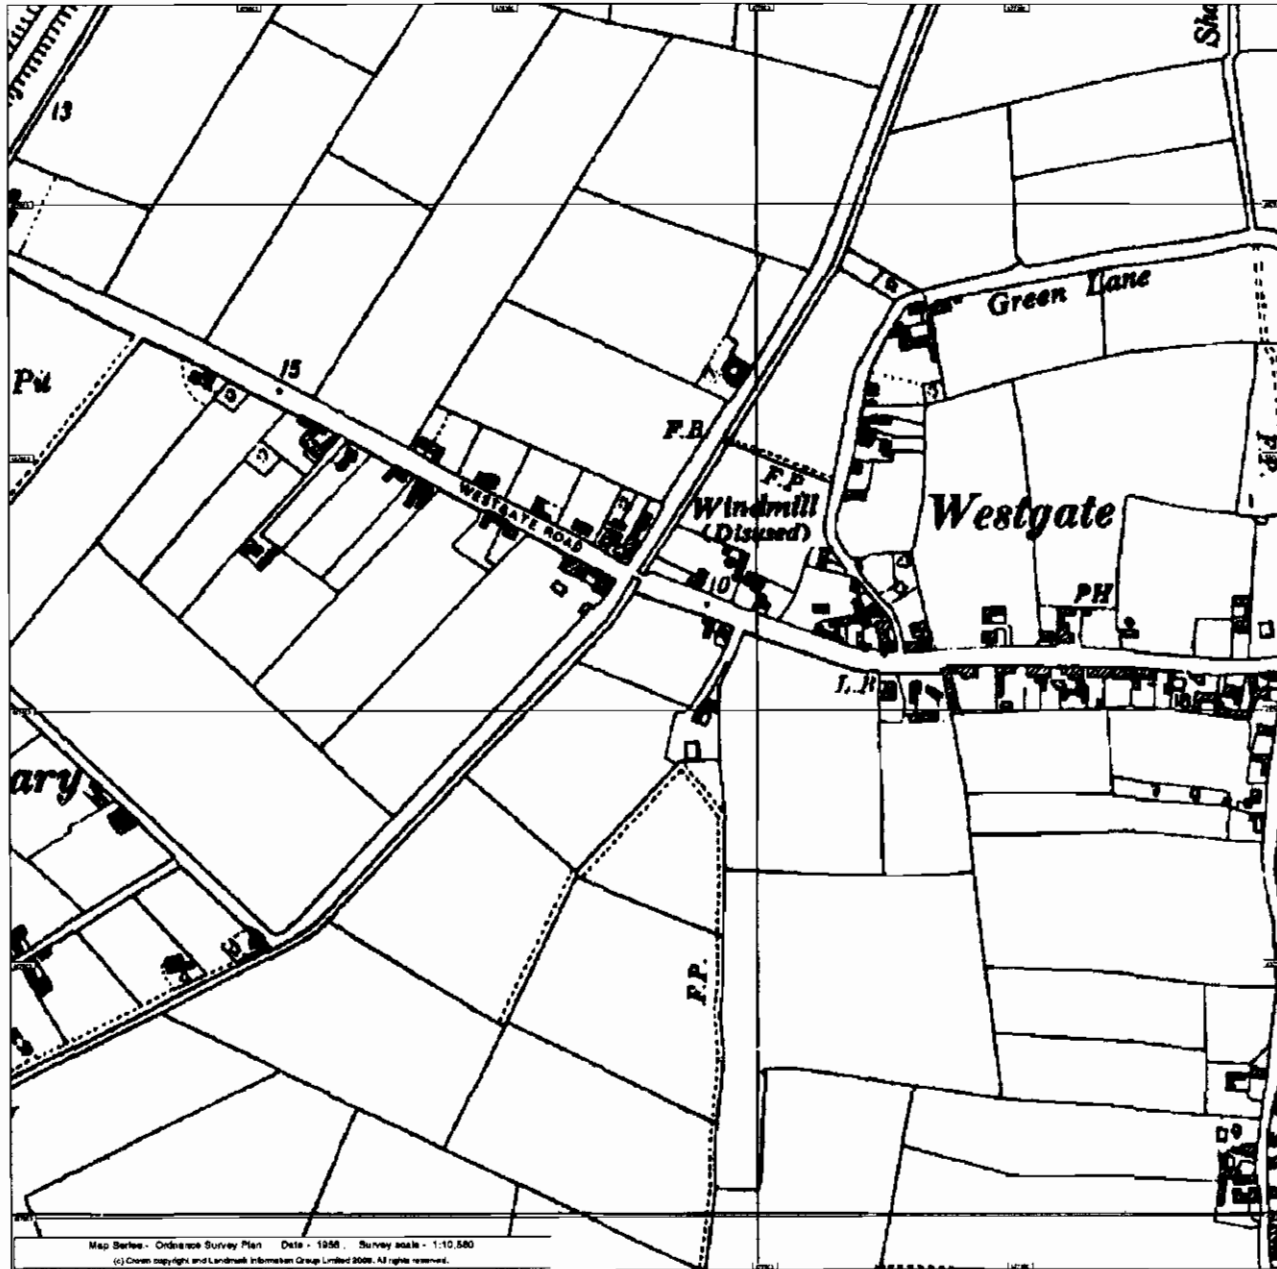 13
Green Lane
15
F.B.
F.P.
Windmill
(Disused)
Westgate
WESTGATE ROAD
10
PH
ary
F.P.
Map Series - Ordnance Survey Plan Date - 1956 Survey scale - 1:10,560
(c) Crown copyright and Landmark Information Group Limited 2008. All rights reserved.